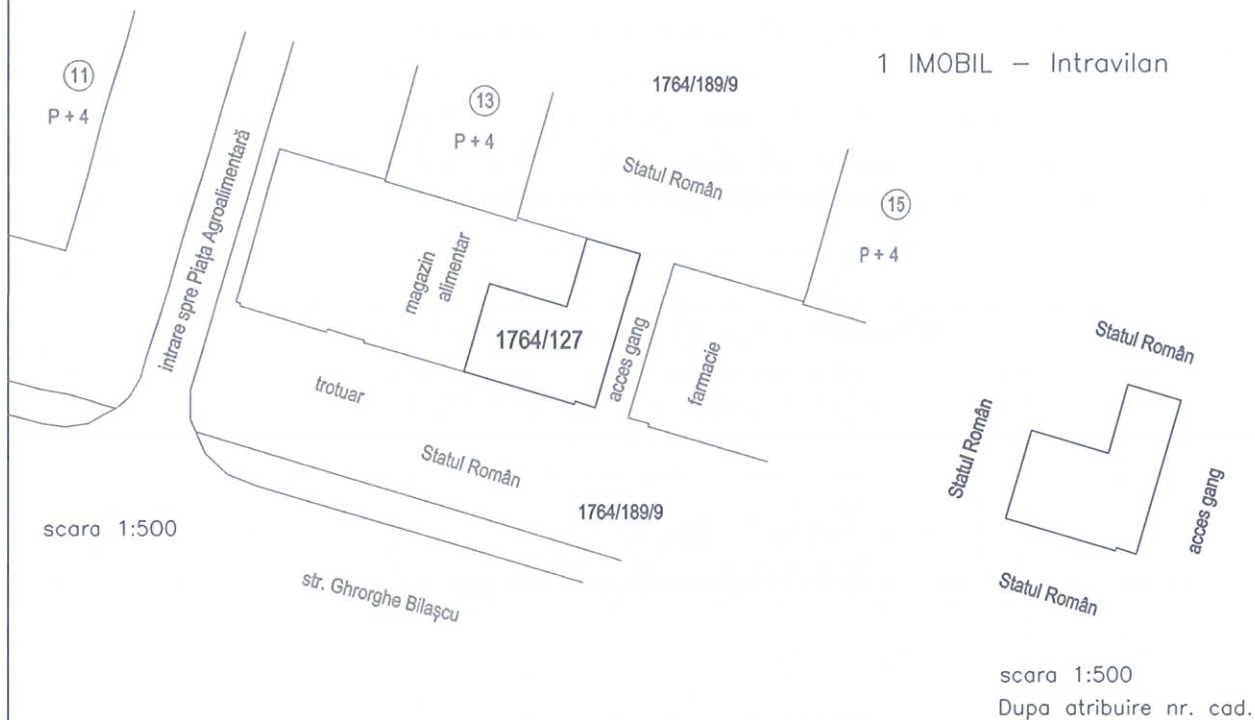 1 IMOBIL – Intravilan
11
P + 4
13
P + 4
1764/189/9
Statul Român
15
P + 4
intrare spre Piața Agroalimentară
magazin
alimentar
1764/127
acces gang
farmacie
trotuar
Statul Român
1764/189/9
scara 1:500
str. Ghrorghe Bilașcu
Statul Român
Statul Român
acces gang
Statul Român
scara 1:500
Dupa atribuire nr. cad.